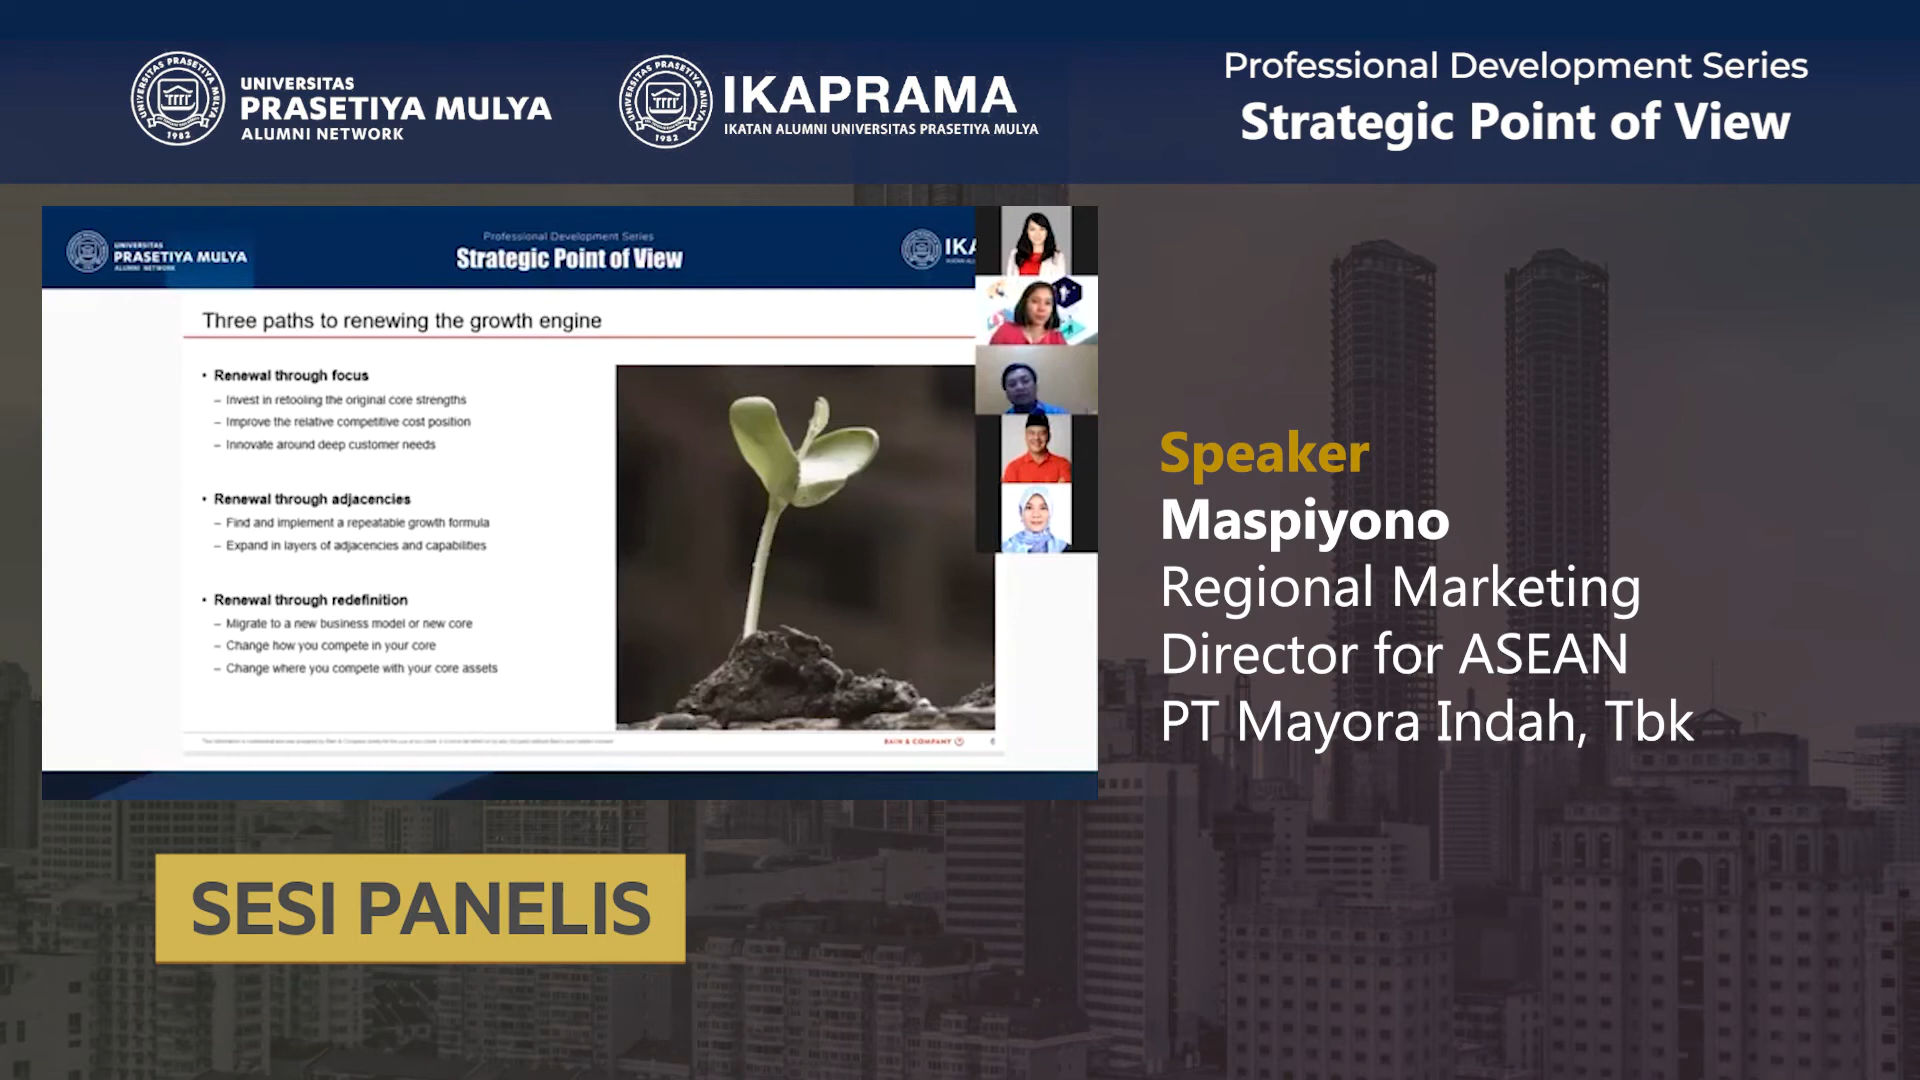 UNIVERSITAS
PRASETIYA MULYA
ALUMNI NETWORK
IKAPRAMA
IKATAN ALUMNI UNIVERSITAS PRASETIYA MULYA
Professional Development Series
Strategic Point of View
UNIVERSITAS
PRASETIYA MULYA
ALUMNI NETWORK
Professional Development Series
Strategic Point of View
Three paths to renewing the growth engine
• Renewal through focus
– Invest in retooling the original core strengths
– Improve the relative competitive cost position
– Innovate around deep customer needs
• Renewal through adjacencies
– Find and implement a repeatable growth formula
– Expand in layers of adjacencies and capabilities
• Renewal through redefinition
– Migrate to a new business model or new core
– Change how you compete in your core
– Change where you compete with your core assets
BAIN & COMPANY
Speaker
Maspiyono
Regional Marketing
Director for ASEAN
PT Mayora Indah, Tbk
SESI PANELIS